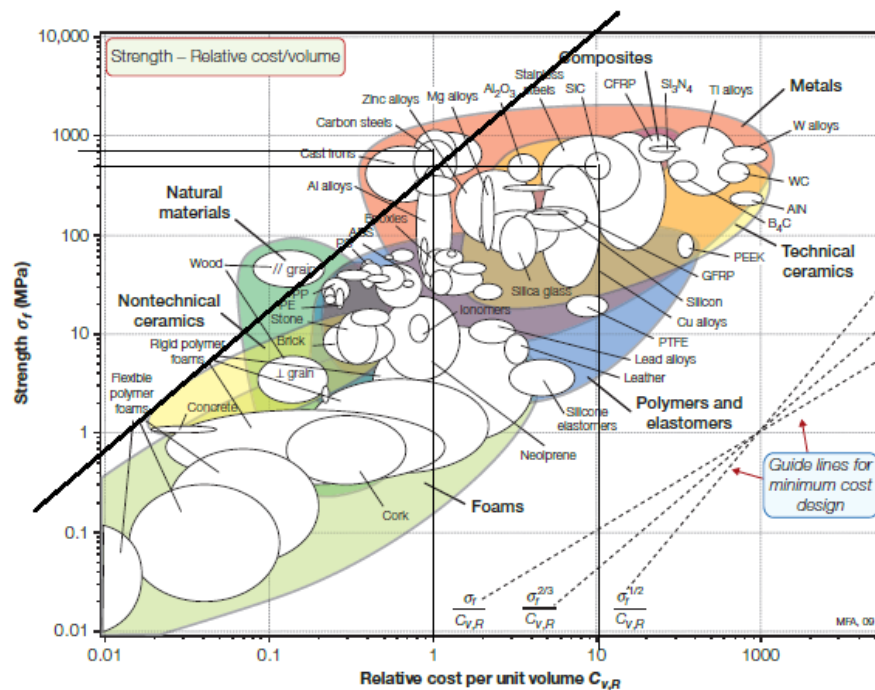 10,000
1000
100
10
1
0.1
0.01
Strength σf (MPa)
Strength – Relative cost/volume
Composites
Metals
Zinc alloys
Mg alloys
Al2O3
Stainless
steels
SiC
CFRP
Si3N4
Ti alloys
Carbon steels
W alloys
Cast irons
Al alloys
WC
Natural
materials
AlN
B4C
Epoxies
ABS
PEEK
Technical
ceramics
Wood
// grain
GFRP
PP
Silica glass
Silicon
Nontechnical
ceramics
PE
Stone
Ionomers
Cu alloys
PTFE
Rigid polymer
foams
Brick
Lead alloys
Leather
Flexible
polymer
foams
⊥ grain
Concrete
Silicone
elastomers
Polymers and
elastomers
Neolprene
Guide lines for
minimum cost
design
Foams
Cork
σf
Cv,R
σf2/3
Cv,R
σf1/2
Cv,R
MFA, 09
0.01
0.1
1
10
1000
Relative cost per unit volume Cv,R